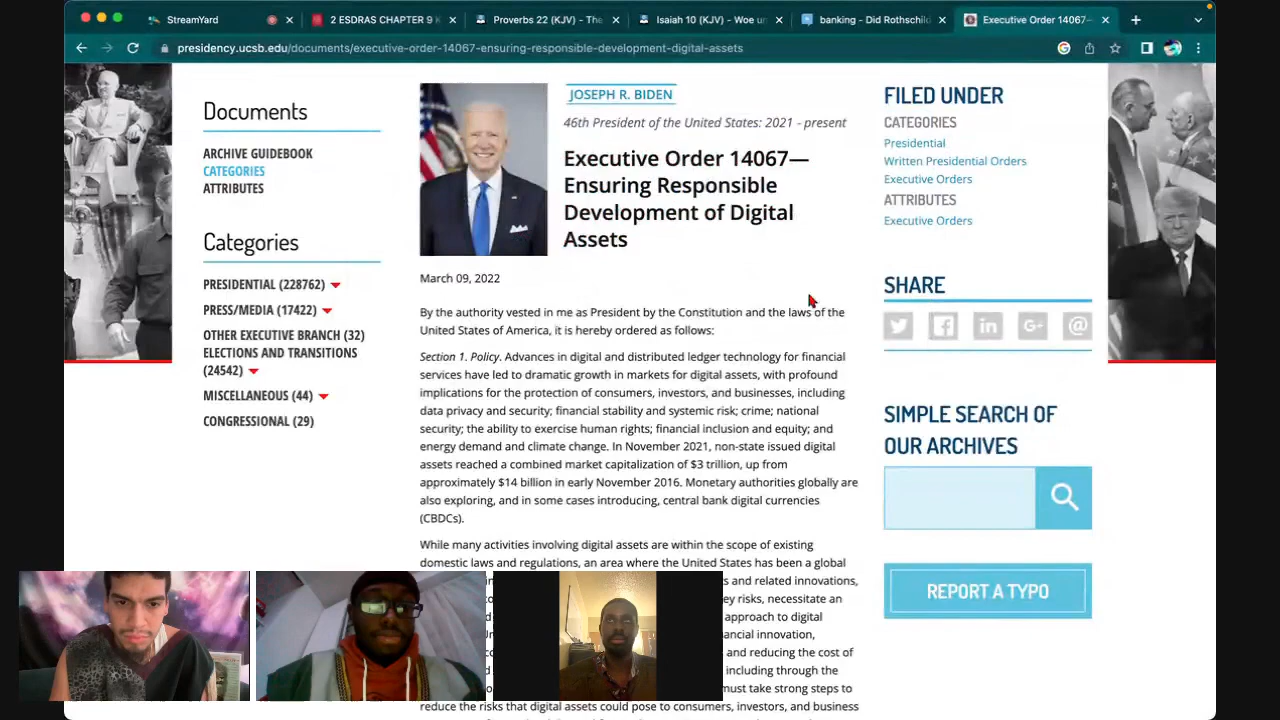 StreamYard
2 ESDRAS CHAPTER 9 K
Proverbs 22 (KJV) - The
Isaiah 10 (KJV) - Woe un
banking - Did Rothschild
Executive Order 14067—
presidency.ucsb.edu/documents/executive-order-14067-ensuring-responsible-development-digital-assets
Documents
ARCHIVE GUIDEBOOK
CATEGORIES
ATTRIBUTES
Categories
PRESIDENTIAL (228762)
PRESS/MEDIA (17422)
OTHER EXECUTIVE BRANCH (32)
ELECTIONS AND TRANSITIONS
(24542)
MISCELLANEOUS (44)
CONGRESSIONAL (29)
JOSEPH R. BIDEN
46th President of the United States: 2021 - present
Executive Order 14067—
Ensuring Responsible
Development of Digital
Assets
March 09, 2022
By the authority vested in me as President by the Constitution and the laws of the
United States of America, it is hereby ordered as follows:
Section 1. Policy. Advances in digital and distributed ledger technology for financial
services have led to dramatic growth in markets for digital assets, with profound
implications for the protection of consumers, investors, and businesses, including
data privacy and security; financial stability and systemic risk; crime; national
security; the ability to exercise human rights; financial inclusion and equity; and
energy demand and climate change. In November 2021, non-state issued digital
assets reached a combined market capitalization of $3 trillion, up from
approximately $14 billion in early November 2016. Monetary authorities globally are
also exploring, and in some cases introducing, central bank digital currencies
(CBDCs).
While many activities involving digital assets are within the scope of existing
domestic laws and regulations, an area where the United States has been a global
s and related innovations,
ey risks, necessitate an
approach to digital
ancial innovation,
and reducing the cost of
including through the
must take strong steps to
reduce the risks that digital assets could pose to consumers, investors, and business
FILED UNDER
CATEGORIES
Presidential
Written Presidential Orders
Executive Orders
ATTRIBUTES
Executive Orders
SHARE
SIMPLE SEARCH OF
OUR ARCHIVES
REPORT A TYPO